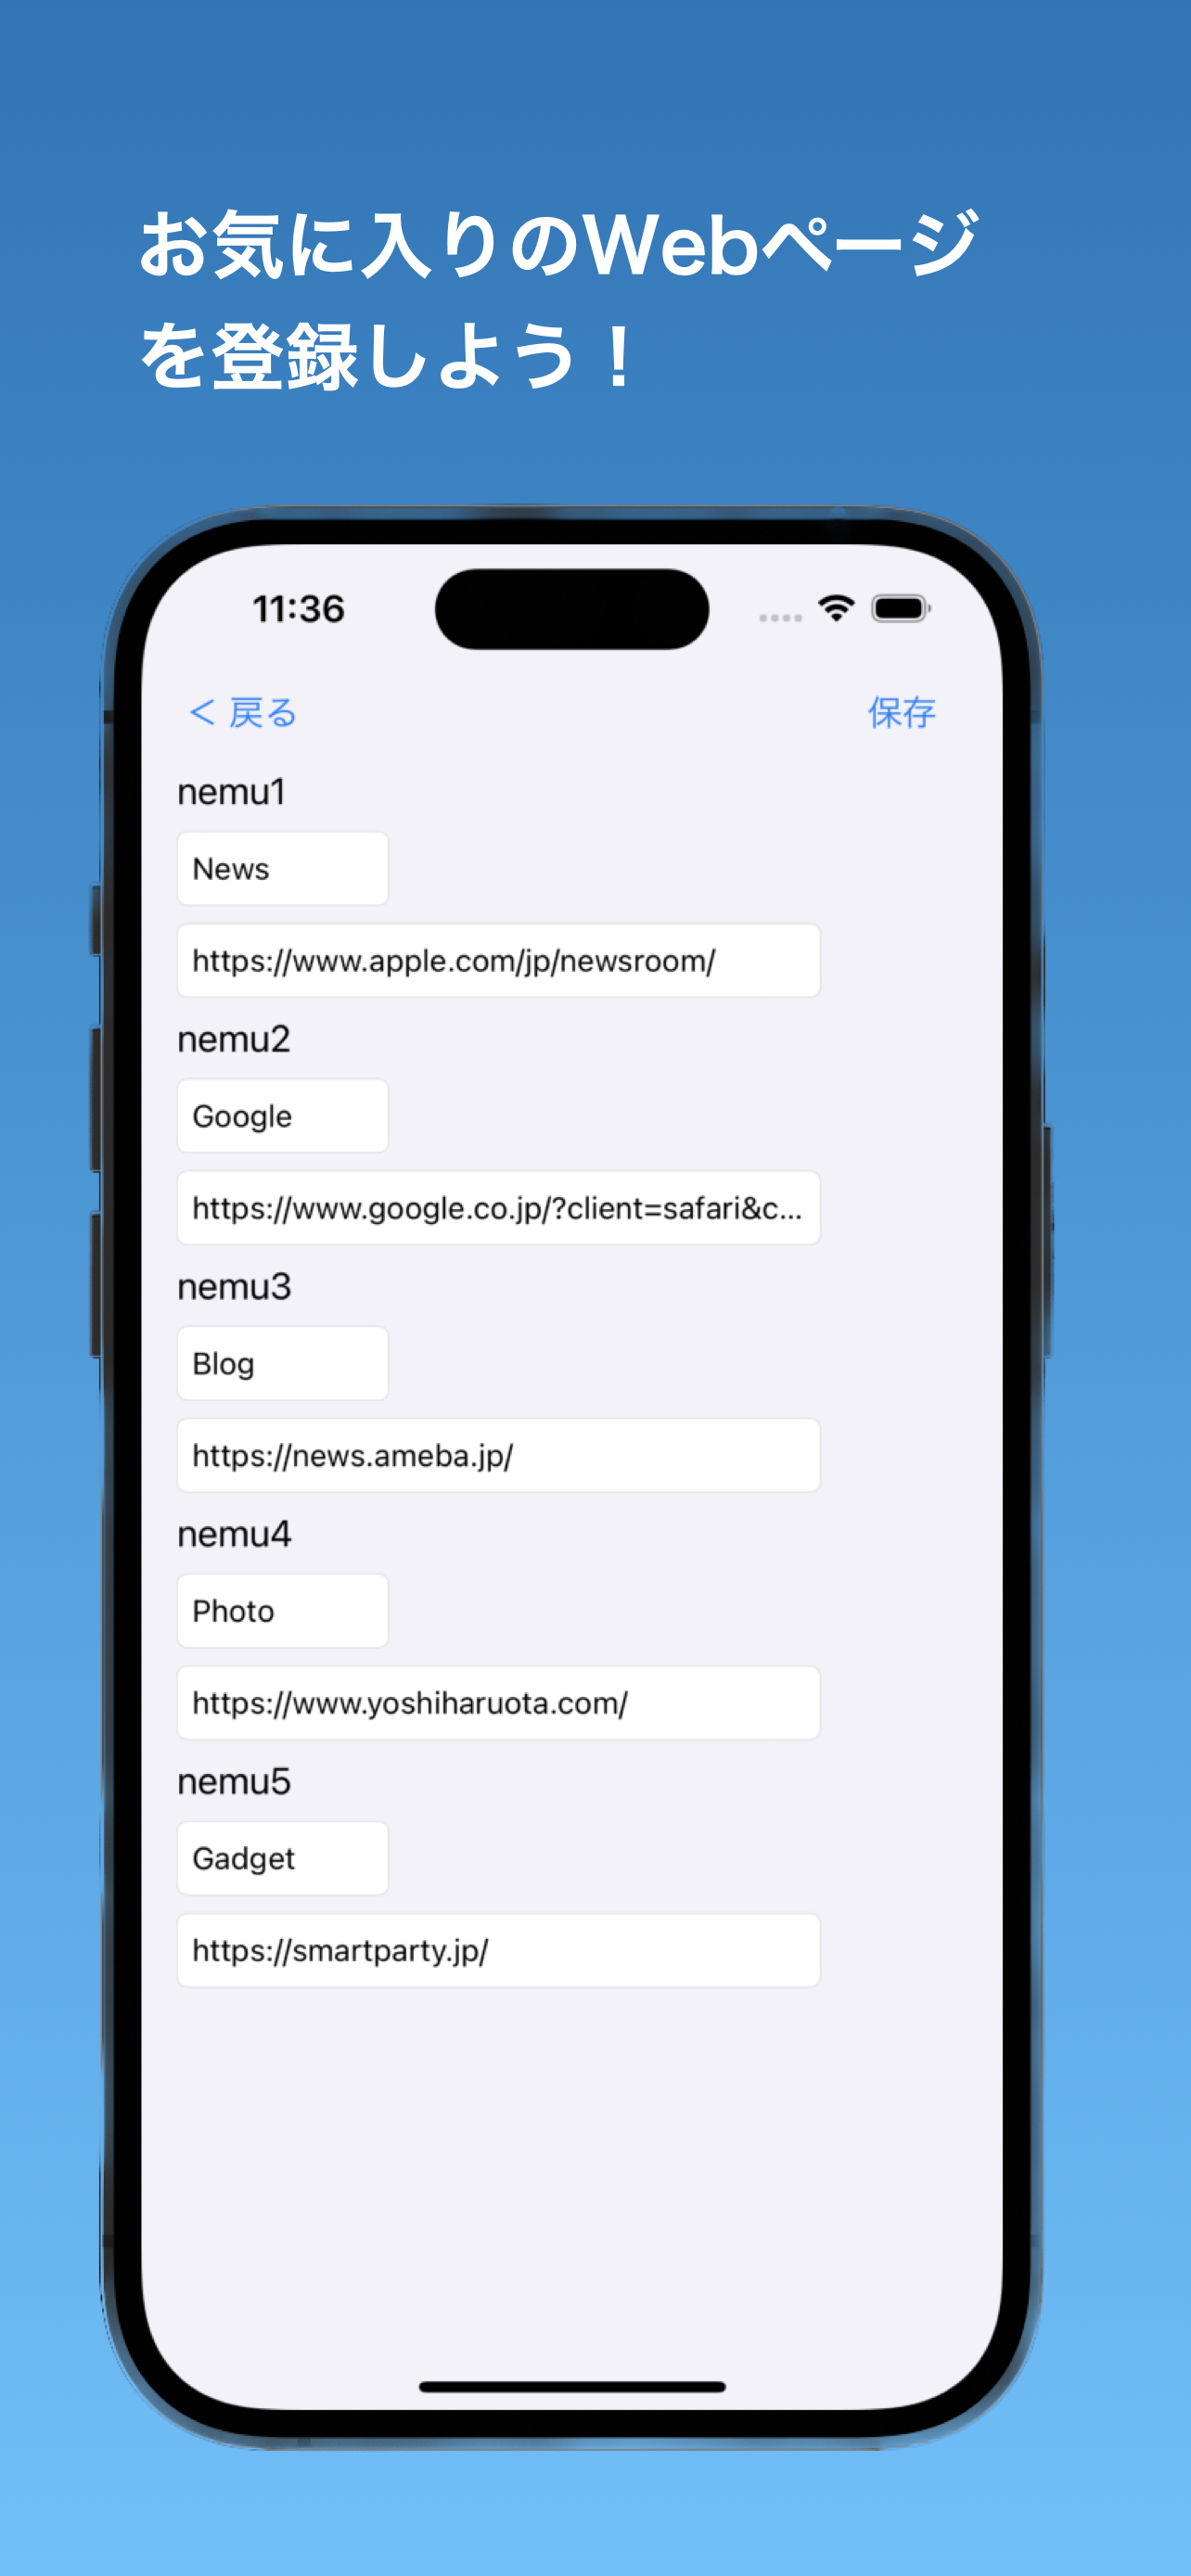 お気に入りのWebページ
を登録しよう！
11:36
＜ 戻る
保存
nemu1
News
https://www.apple.com/jp/newsroom/
nemu2
Google
https://www.google.co.jp/?client=safari&c...
nemu3
Blog
https://news.ameba.jp/
nemu4
Photo
https://www.yoshiharuota.com/
nemu5
Gadget
https://smartparty.jp/